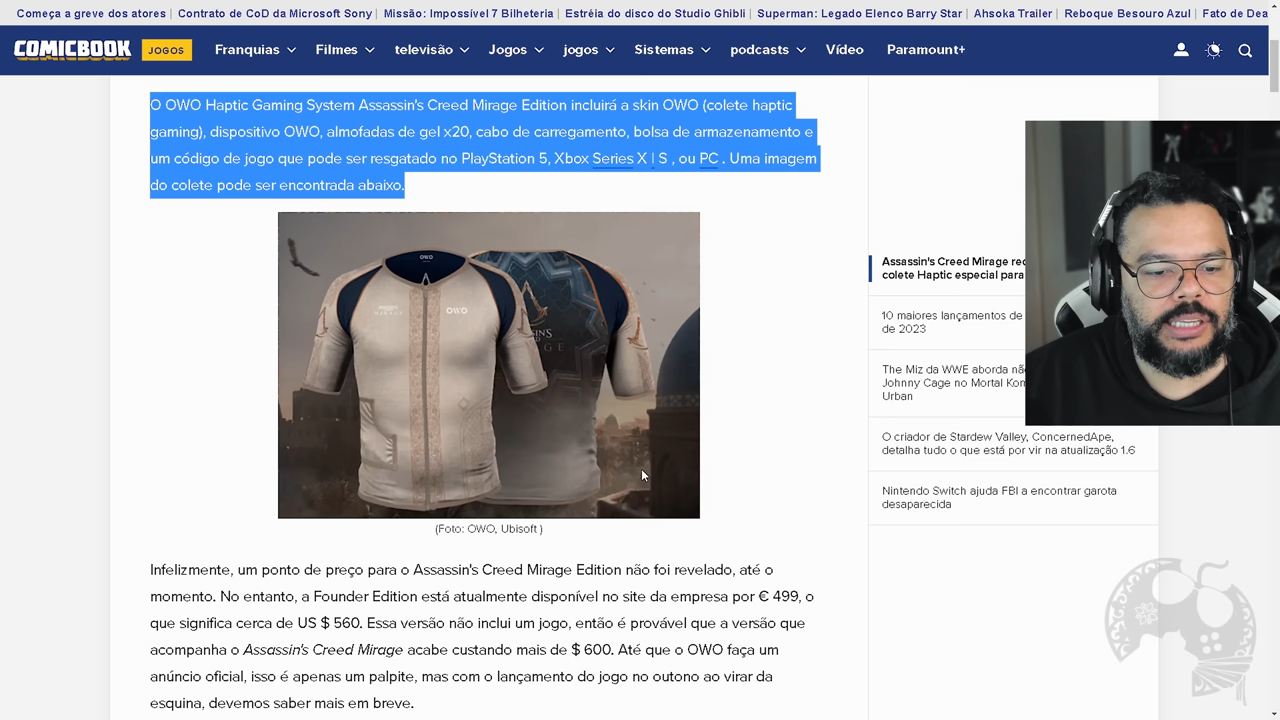 Começa a greve dos atores | Contrato de CoD da Microsoft Sony | Missão: Impossível 7 Bilheteria | Estréia do disco do Studio Ghibli | Superman: Legado Elenco Barry Star | Ahsoka Trailer | Reboque Besouro Azul | Fato de Dea
COMICBOOK JOGOS Franquias Filmes televisão Jogos jogos Sistemas podcasts Vídeo Paramount+
O OWO Haptic Gaming System Assassin's Creed Mirage Edition incluirá a skin OWO (colete haptic
gaming), dispositivo OWO, almofadas de gel x20, cabo de carregamento, bolsa de armazenamento e
um código de jogo que pode ser resgatado no PlayStation 5, Xbox Series X | S , ou PC . Uma imagem
do colete pode ser encontrada abaixo.
OWO
MIRAGE
OWO
(Foto: OWO, Ubisoft )
Infelizmente, um ponto de preço para o Assassin's Creed Mirage Edition não foi revelado, até o
momento. No entanto, a Founder Edition está atualmente disponível no site da empresa por € 499, o
que significa cerca de US $ 560. Essa versão não inclui um jogo, então é provável que a versão que
acompanha o Assassin's Creed Mirage acabe custando mais de $ 600. Até que o OWO faça um
anúncio oficial, isso é apenas um palpite, mas com o lançamento do jogo no outono ao virar da
esquina, devemos saber mais em breve.
Assassin's Creed Mirage rec
colete Haptic especial para
10 maiores lançamentos de
de 2023
The Miz da WWE aborda nã
Johnny Cage no Mortal Kom
Urban
O criador de Stardew Valley, ConcernedApe,
detalha tudo o que está por vir na atualização 1.6
Nintendo Switch ajuda FBI a encontrar garota
desaparecida